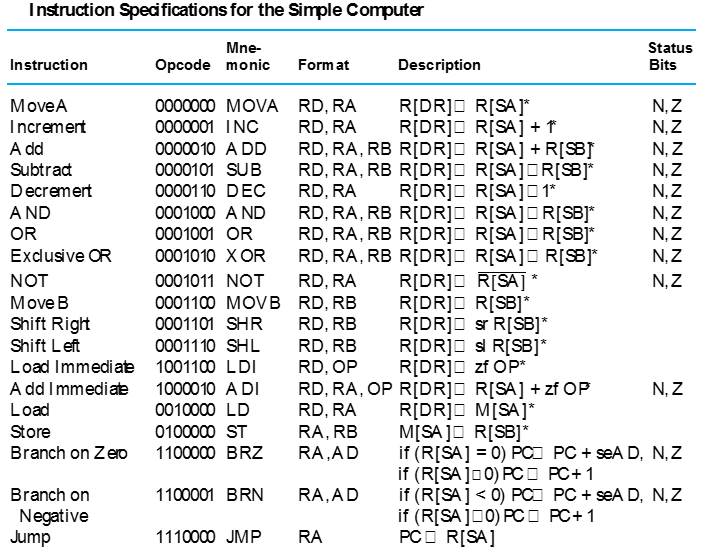 Instruction Specifications for the Simple Computer
Instruction Opcode Mne-monic Format Description Status Bits
MoveA 0000000 MOVA RD, RA R[DR]□ R[SA]* N, Z
Increment 0000001 INC RD, RA R[DR]□ R[SA] + 1* N, Z
Add 0000010 ADD RD, RA, RB R[DR]□ R[SA] + R[SB]* N, Z
Subtract 0000101 SUB RD, RA, RB R[DR]□ R[SA]□ R[SB]* N, Z
Decrement 0000110 DEC RD, RA R[DR]□ R[SA]□ 1* N, Z
AND 0001000 AND RD, RA, RB R[DR]□ R[SA]□ R[SB]* N, Z
OR 0001001 OR RD, RA, RB R[DR]□ R[SA]□ R[SB]* N, Z
Exclusive OR 0001010 XOR RD, RA, RB R[DR]□ R[SA]□ R[SB]* N, Z
NOT 0001011 NOT RD, RA R[DR]□ R[SA] * N, Z
MoveB 0001100 MOVB RD, RB R[DR]□ R[SB]*
Shift Right 0001101 SHR RD, RB R[DR]□ sr R[SB]*
Shift Left 0001110 SHL RD, RB R[DR]□ sl R[SB]*
Load Immediate 1001100 LDI RD, OP R[DR]□ zf OP*
Add Immediate 1000010 ADI RD, RA, OP R[DR]□ R[SA] + zf OP* N, Z
Load 0010000 LD RD, RA R[DR]□ M[SA]*
Store 0100000 ST RA, RB M[SA]□ R[SB]*
Branch on Zero 1100000 BRZ RA, AD if (R[SA] = 0) PC□ PC + se AD, N, Z
if (R[SA]□ 0) PC□ PC + 1
Branch on 1100001 BRN RA, AD if (R[SA] < 0) PC□ PC + se AD, N, Z
Negative if (R[SA]□ 0) PC□ PC + 1
Jump 1110000 JMP RA PC□ R[SA]